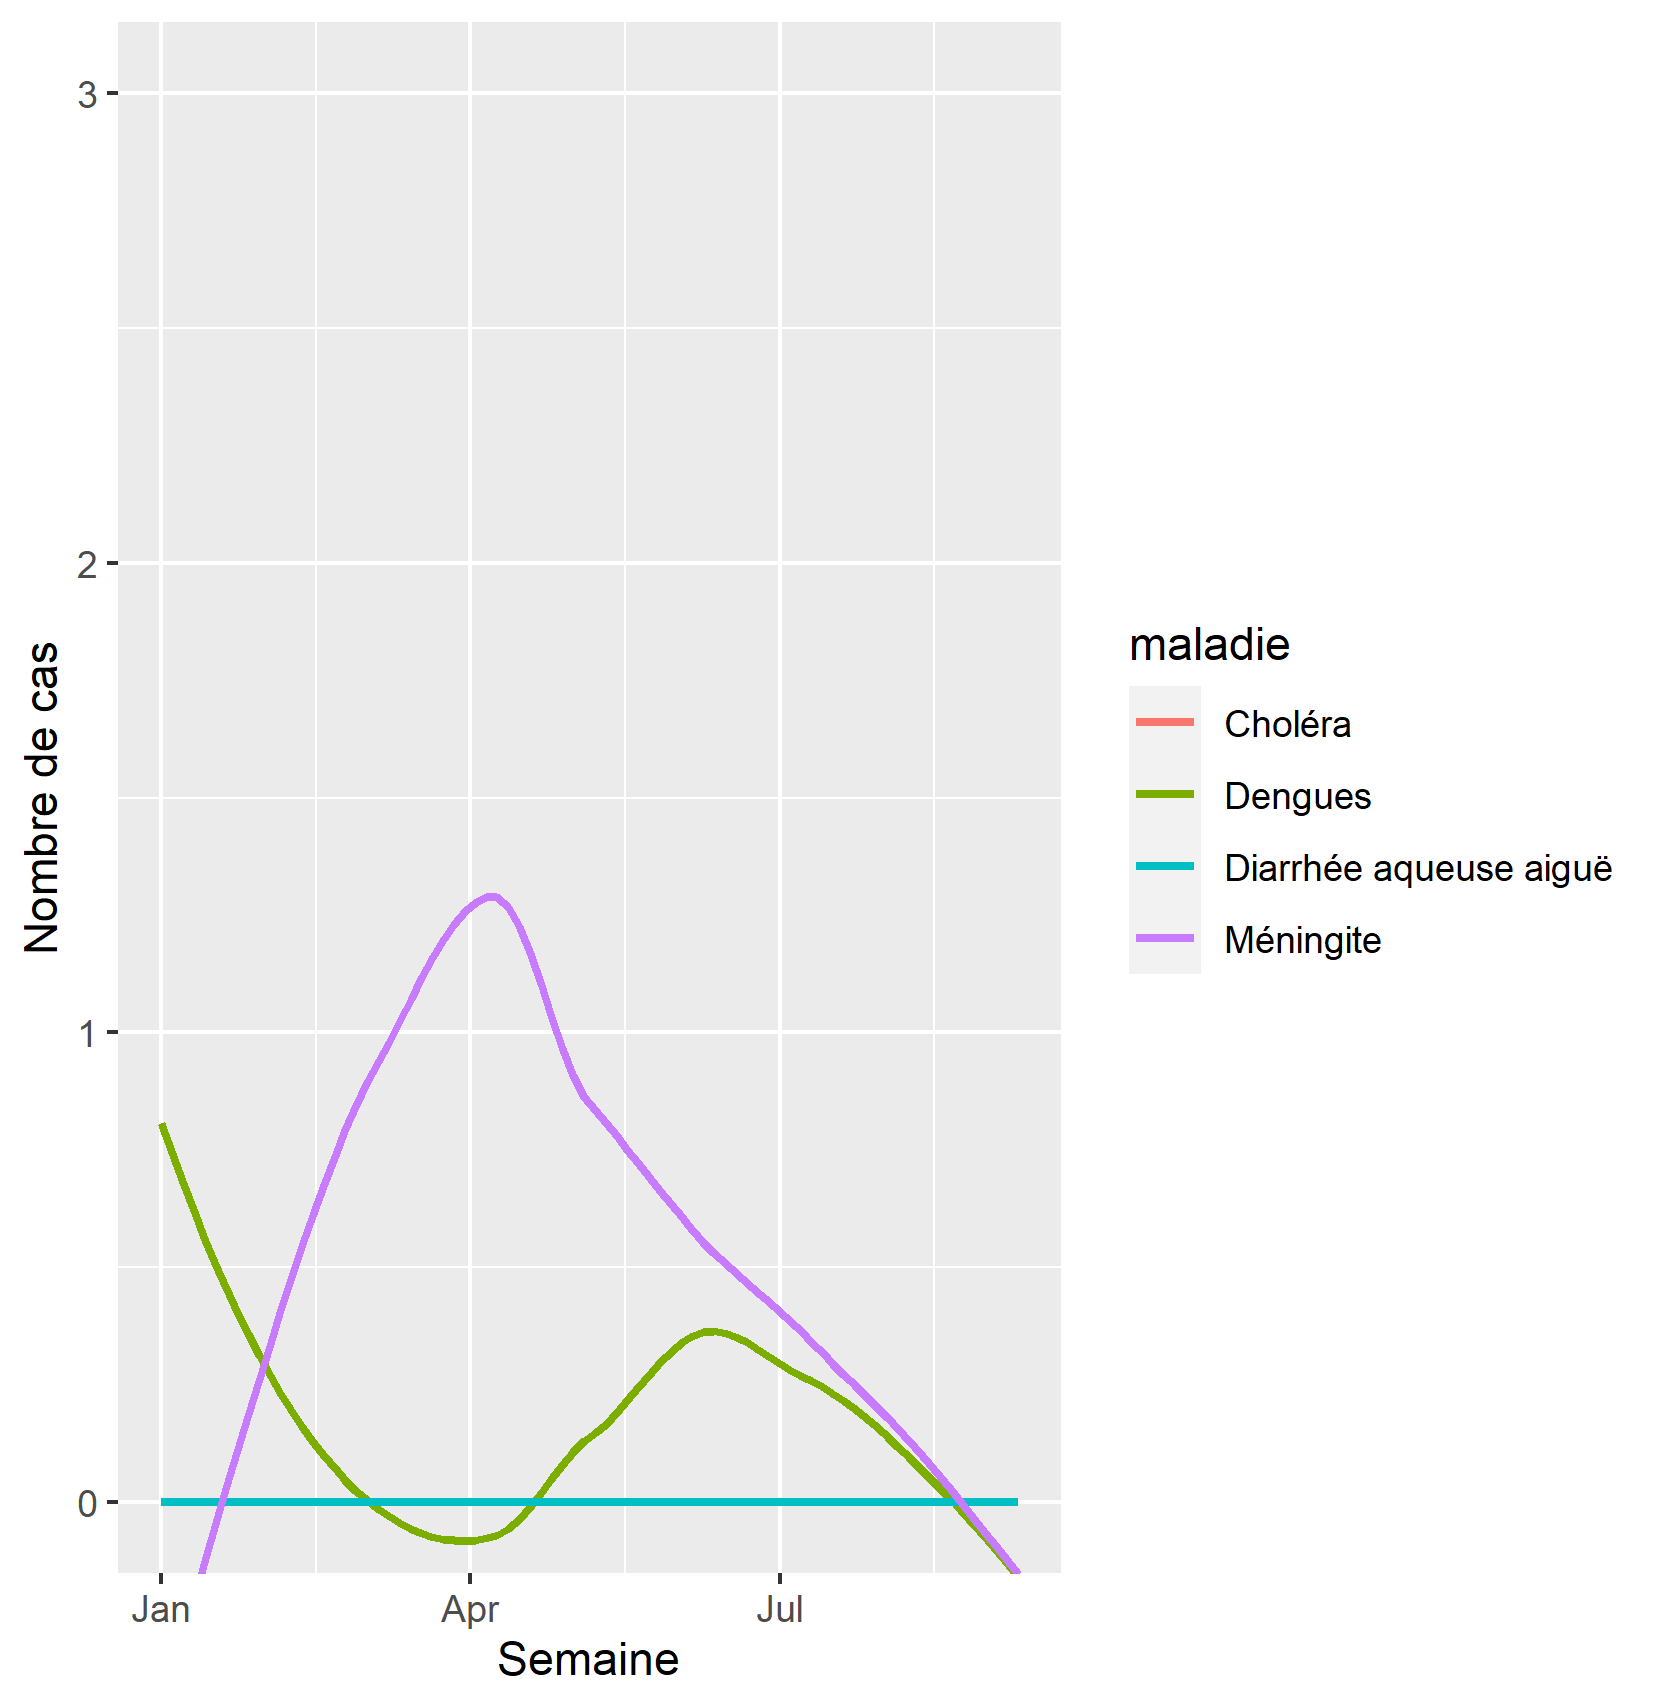 3
2
1
0
Nombre de cas
Jan
Apr
Jul
Semaine
maladie
Choléra
Dengues
Diarrhée aqueuse aiguë
Méningite